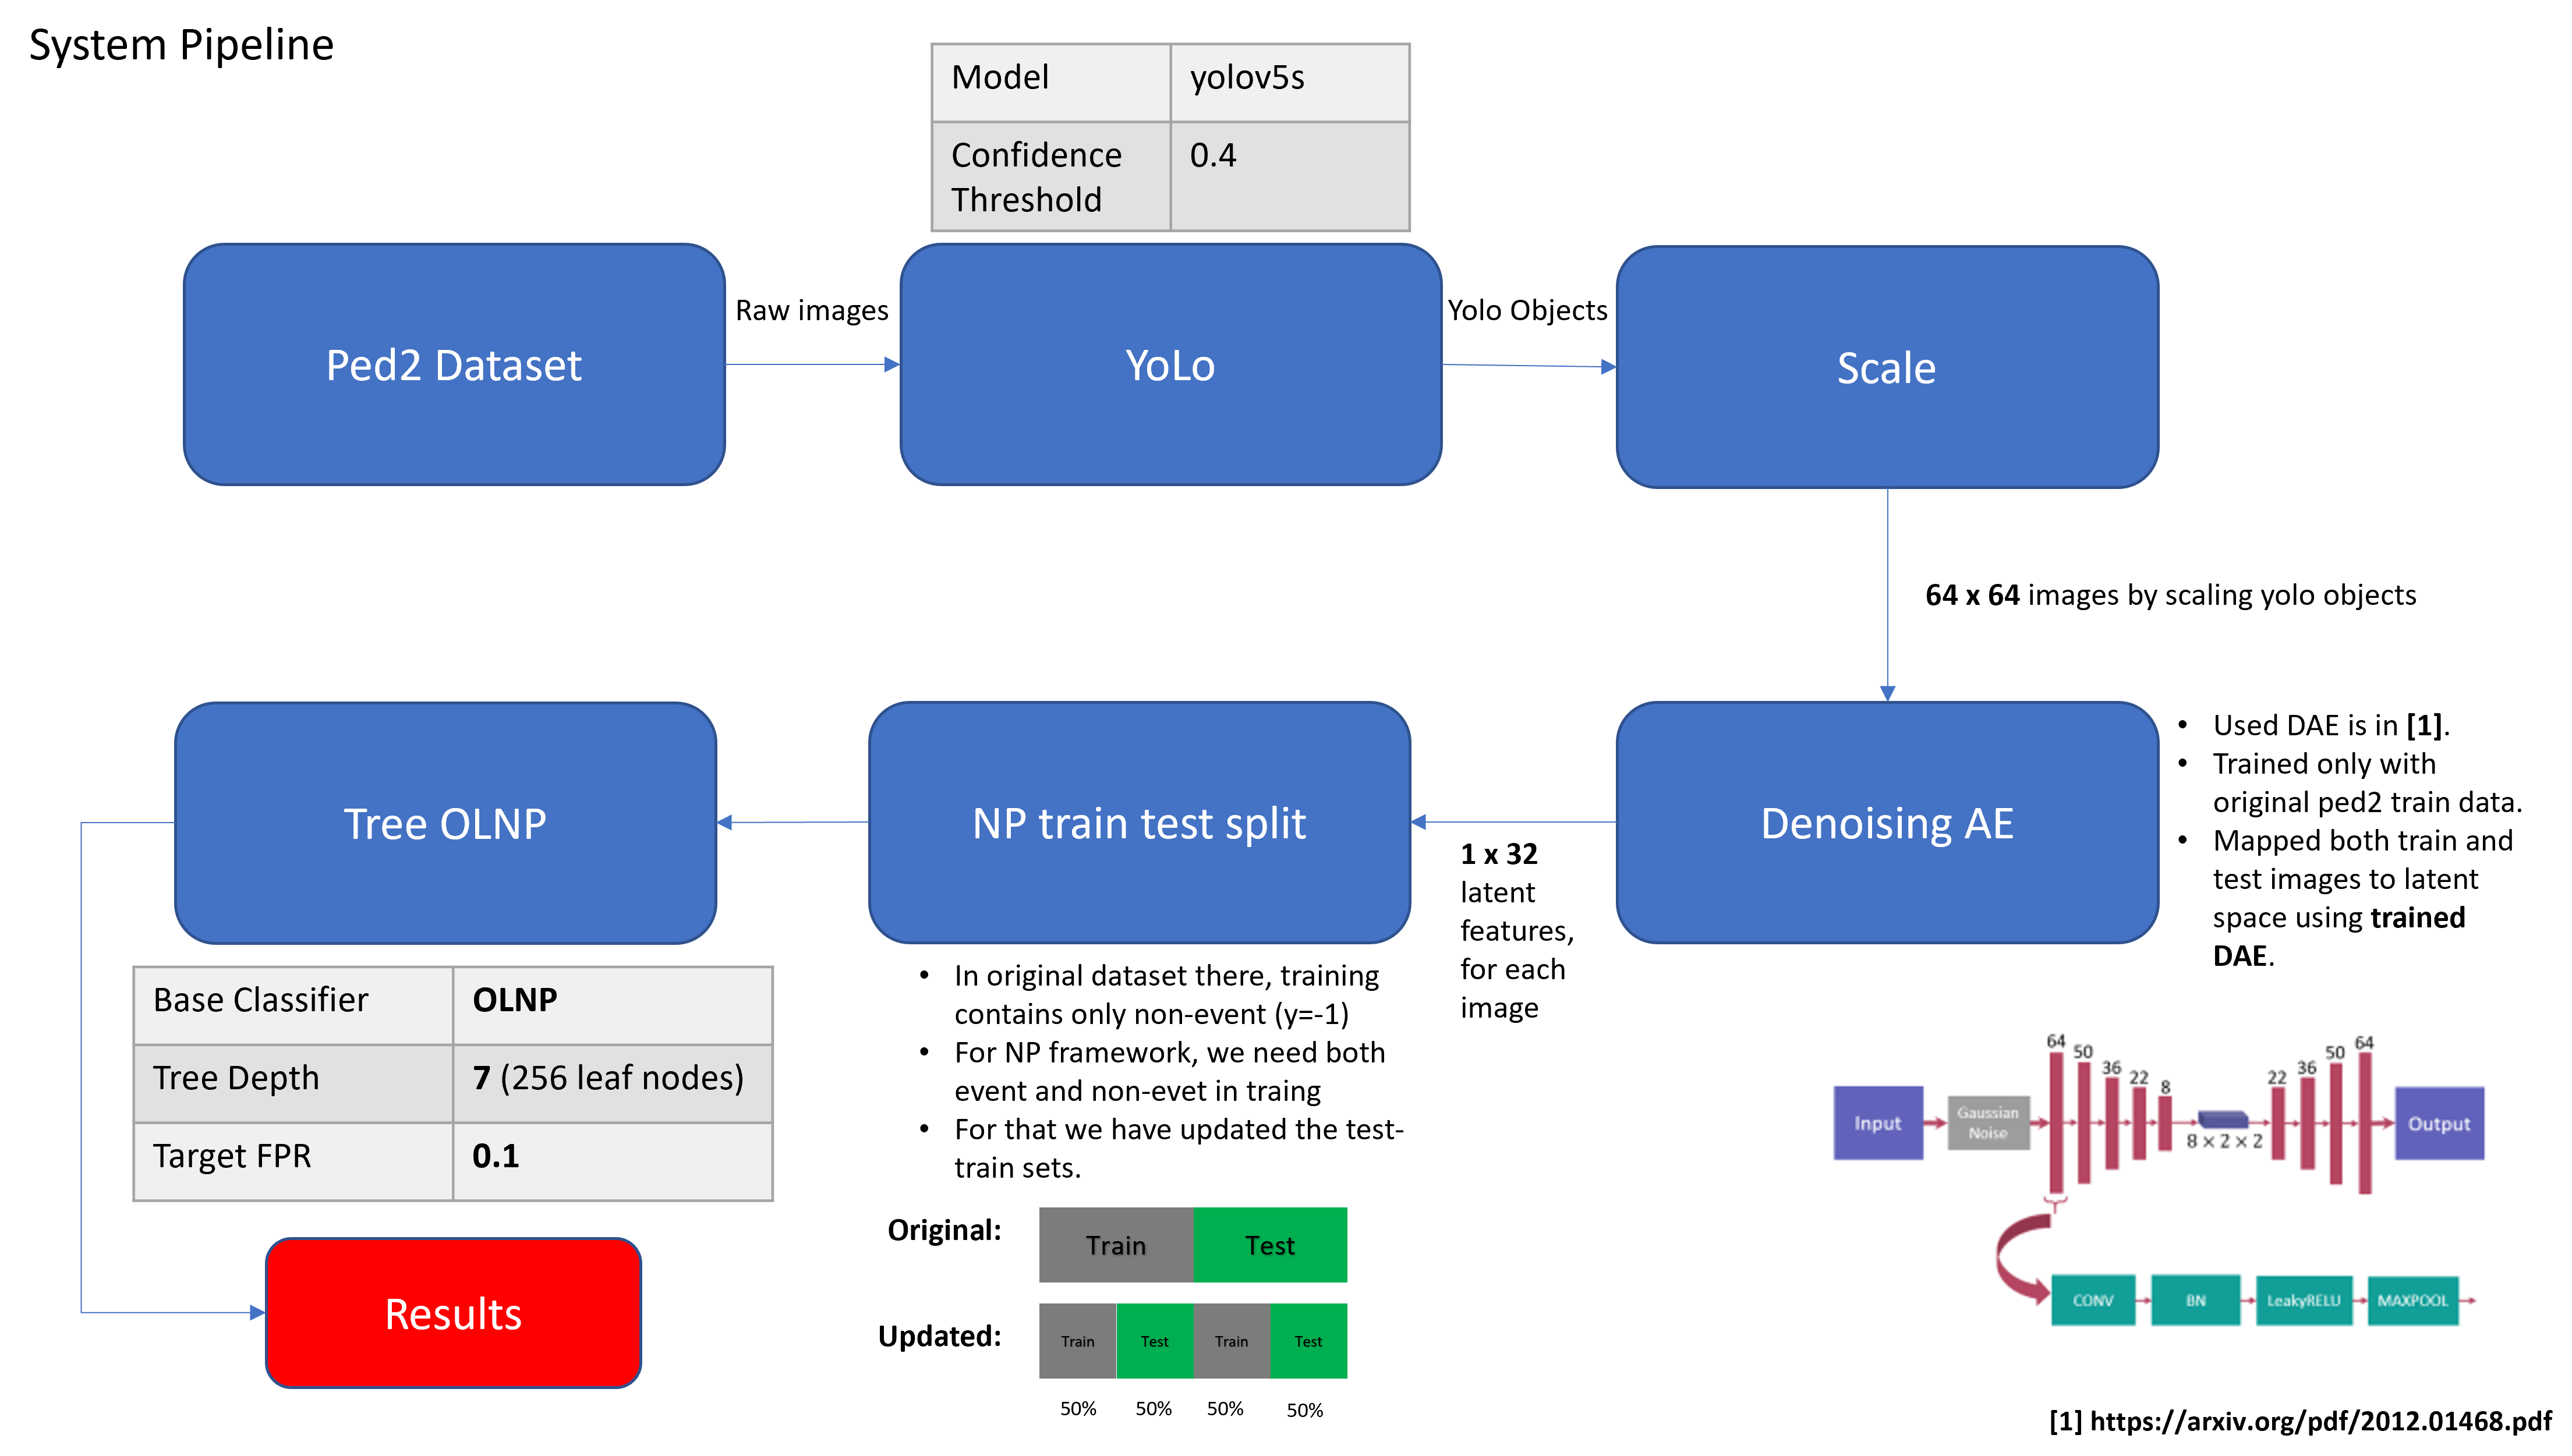 System Pipeline
Model yolov5s
Confidence 0.4
Threshold
Ped2 Dataset
Raw images
YoLo
Yolo Objects
Scale
64 x 64 images by scaling yolo objects
Tree OLNP
NP train test split
Denoising AE
1 x 32
latent
features,
for each
image
• Used DAE is in [1].
• Trained only with
original ped2 train data.
• Mapped both train and
test images to latent
space using trained
DAE.
Base Classifier OLNP
Tree Depth 7 (256 leaf nodes)
Target FPR 0.1
• In original dataset there, training
contains only non-event (y=-1)
• For NP framework, we need both
event and non-evet in traing
• For that we have updated the test-
train sets.
Original: Train Test
Updated: Train Test Train Test
50% 50% 50% 50%
Results
64 50 36 22 8 22 36 50 64
Input
Gaussian
Noise
8 × 2 × 2
Output
CONV BN LeakyRELU MAXPOOL
[1] https://arxiv.org/pdf/2012.01468.pdf